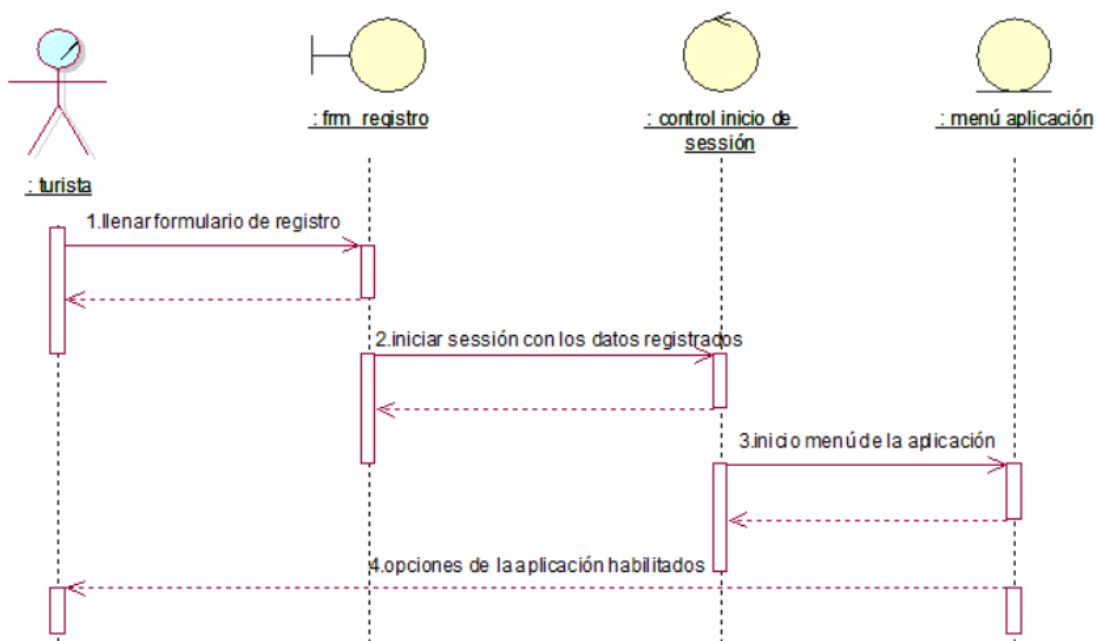 : frm_registro
: control inicio de
sessión
: menú aplicación
: turista
1.llenar formulario de registro
2.iniciar sessión con los datos registrados
3.inicio menú de la aplicación
4.opciones de la aplicación habilitados